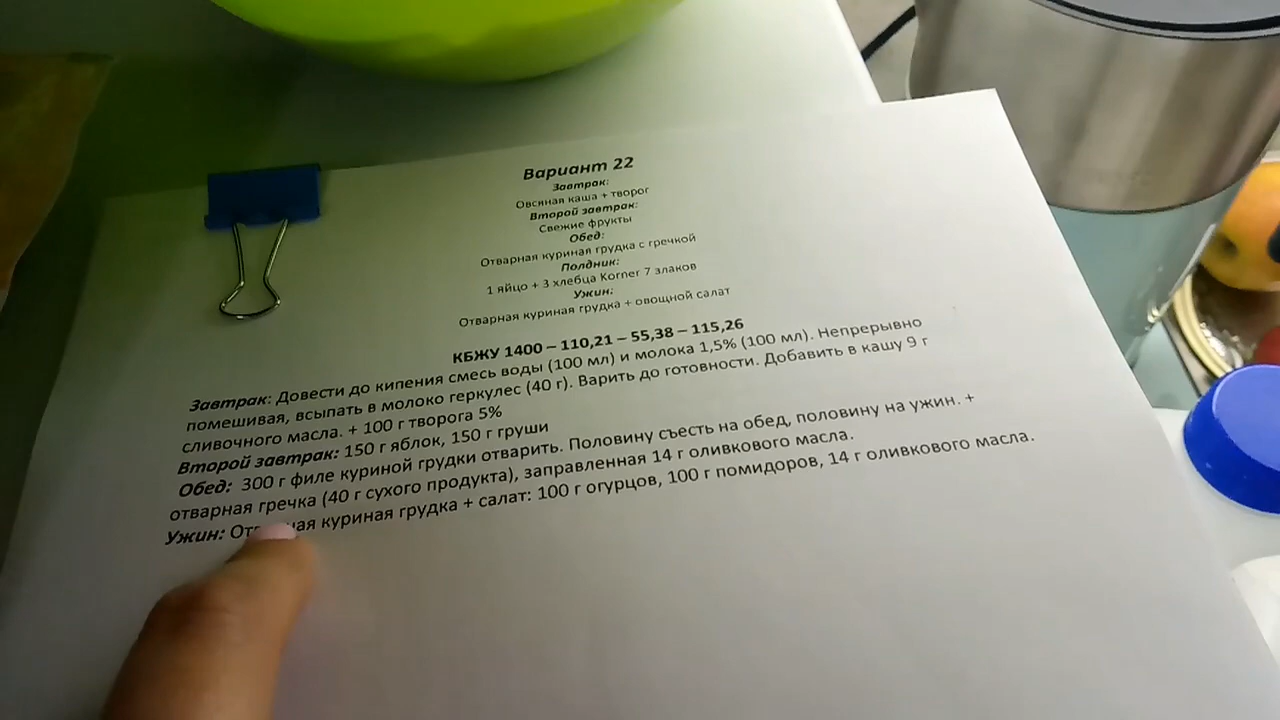 Вариант 22
Завтрак:
Овсяная каша + творог
Второй завтрак:
Свежие фрукты
Обед:
Отварная куриная грудка с гречкой
Полдник:
1 яйцо + 3 хлебца Korner 7 злаков
Ужин:
Отварная куриная грудка + овощной салат
КБЖУ 1400 – 110,21 – 55,38 – 115,26
Завтрак: Довести до кипения смесь воды (100 мл) и молока 1,5% (100 мл). Непрерывно
помешивая, всыпать в молоко геркулес (40 г). Варить до готовности. Добавить в кашу 9 г
сливочного масла. + 100 г творога 5%
Второй завтрак: 150 г яблок, 150 г груши
Обед: 300 г филе куриной грудки отварить. Половину съесть на обед, половину на ужин. +
отварная гречка (40 г сухого продукта), заправленная 14 г оливкового масла.
Ужин: куриная грудка + салат: 100 г огурцов, 100 г помидоров, 14 г оливкового масла.